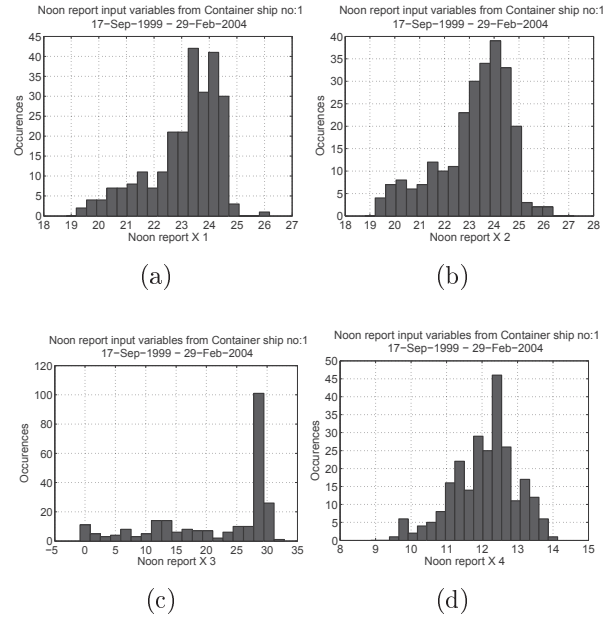 Noon report input variables from Container ship no:1
17-Sep-1999 - 29-Feb-2004
45
40
35
30
25
20
15
10
5
0
Occurences
18 19 20 21 22 23 24 25 26 27
Noon report X 1
(a)
Noon report input variables from Container ship no:1
17-Sep-1999 - 29-Feb-2004
40
35
30
25
20
15
10
5
0
Occurences
18 19 20 21 22 23 24 25 26 27 28
Noon report X 2
(b)
Noon report input variables from Container ship no:1
17-Sep-1999 - 29-Feb-2004
120
100
80
60
40
20
0
Occurences
-5 0 5 10 15 20 25 30 35
Noon report X 3
(c)
Noon report input variables from Container ship no:1
17-Sep-1999 - 29-Feb-2004
50
45
40
35
30
25
20
15
10
5
0
Occurences
8 9 10 11 12 13 14 15
Noon report X 4
(d)